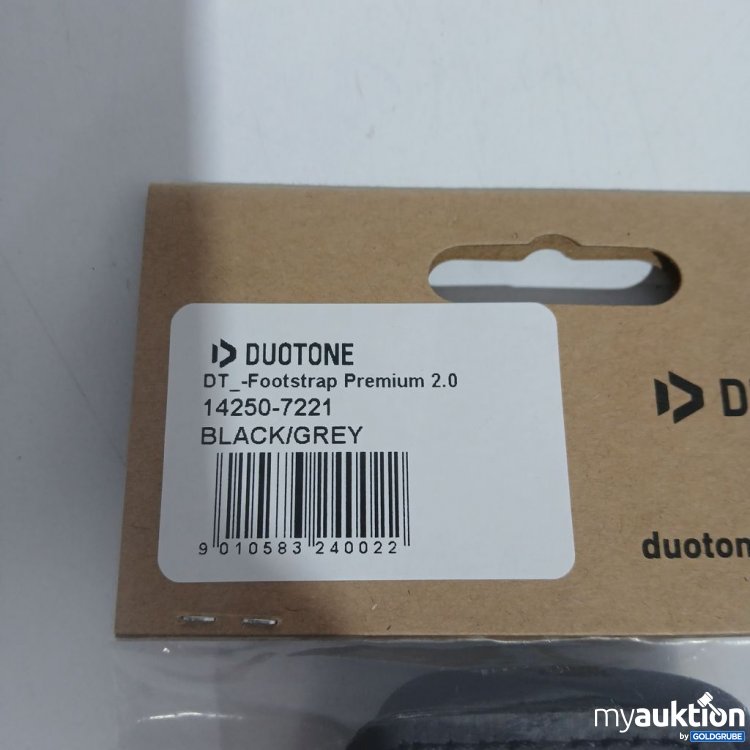 DUOTONE
DT_-Footstrap Premium 2.0
14250-7221
BLACK/GREY
9 010583 240022
D
duoton
myauktion
by GOLDGRUBE